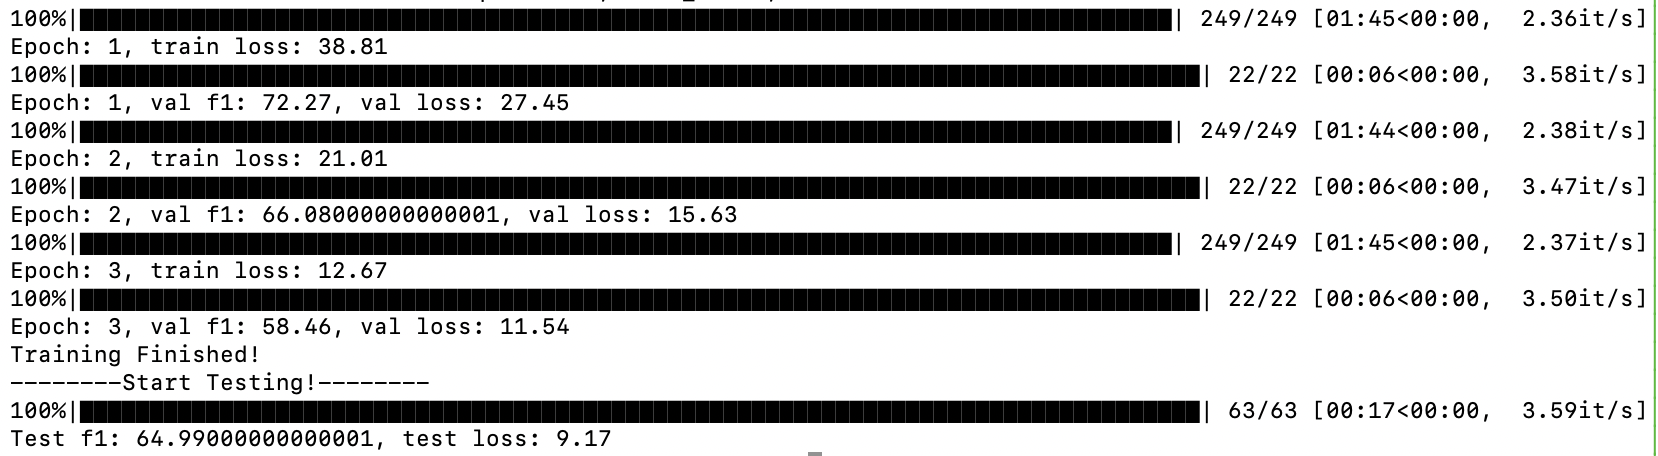 100%|██████████| 249/249 [01:45<00:00, 2.36it/s]
Epoch: 1, train loss: 38.81
100%|██████████| 22/22 [00:06<00:00, 3.58it/s]
Epoch: 1, val f1: 72.27, val loss: 27.45
100%|██████████| 249/249 [01:44<00:00, 2.38it/s]
Epoch: 2, train loss: 21.01
100%|██████████| 22/22 [00:06<00:00, 3.47it/s]
Epoch: 2, val f1: 66.08000000000001, val loss: 15.63
100%|██████████| 249/249 [01:45<00:00, 2.37it/s]
Epoch: 3, train loss: 12.67
100%|██████████| 22/22 [00:06<00:00, 3.50it/s]
Epoch: 3, val f1: 58.46, val loss: 11.54
Training Finished!
--------Start Testing!--------
100%|██████████| 63/63 [00:17<00:00, 3.59it/s]
Test f1: 64.99000000000001, test loss: 9.17